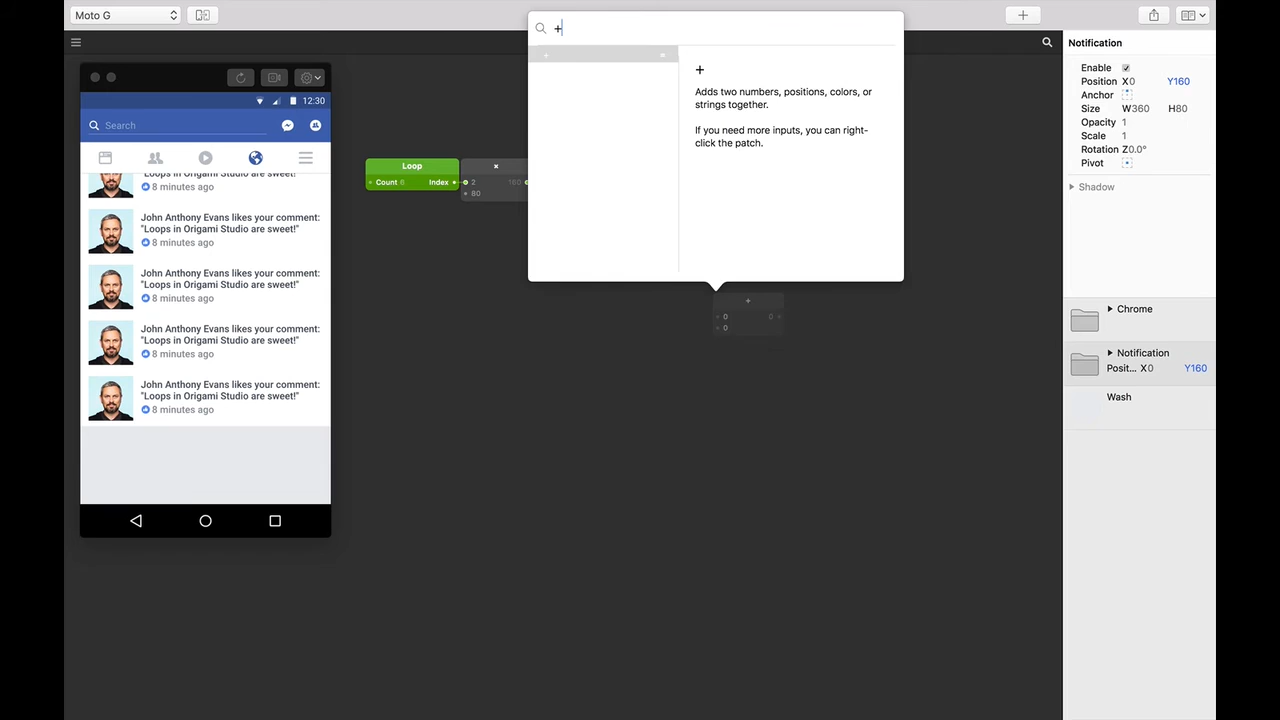 Moto G
+
Notification
+
=
+
Adds two numbers, positions, colors, or
strings together.
If you need more inputs, you can right-
click the patch.
12:30
Search
"Loops in Origami Studio are sweet!"
8 minutes ago
John Anthony Evans likes your comment:
"Loops in Origami Studio are sweet!"
8 minutes ago
John Anthony Evans likes your comment:
"Loops in Origami Studio are sweet!"
8 minutes ago
John Anthony Evans likes your comment:
"Loops in Origami Studio are sweet!"
8 minutes ago
John Anthony Evans likes your comment:
"Loops in Origami Studio are sweet!"
8 minutes ago
Loop
Count 6 Index
×
2 160
80
+
0 0
0
Enable
Position X0 Y160
Anchor
Size W360 H80
Opacity 1
Scale 1
Rotation Z0.0°
Pivot
Shadow
Chrome
Notification
Posit... X0 Y160
Wash